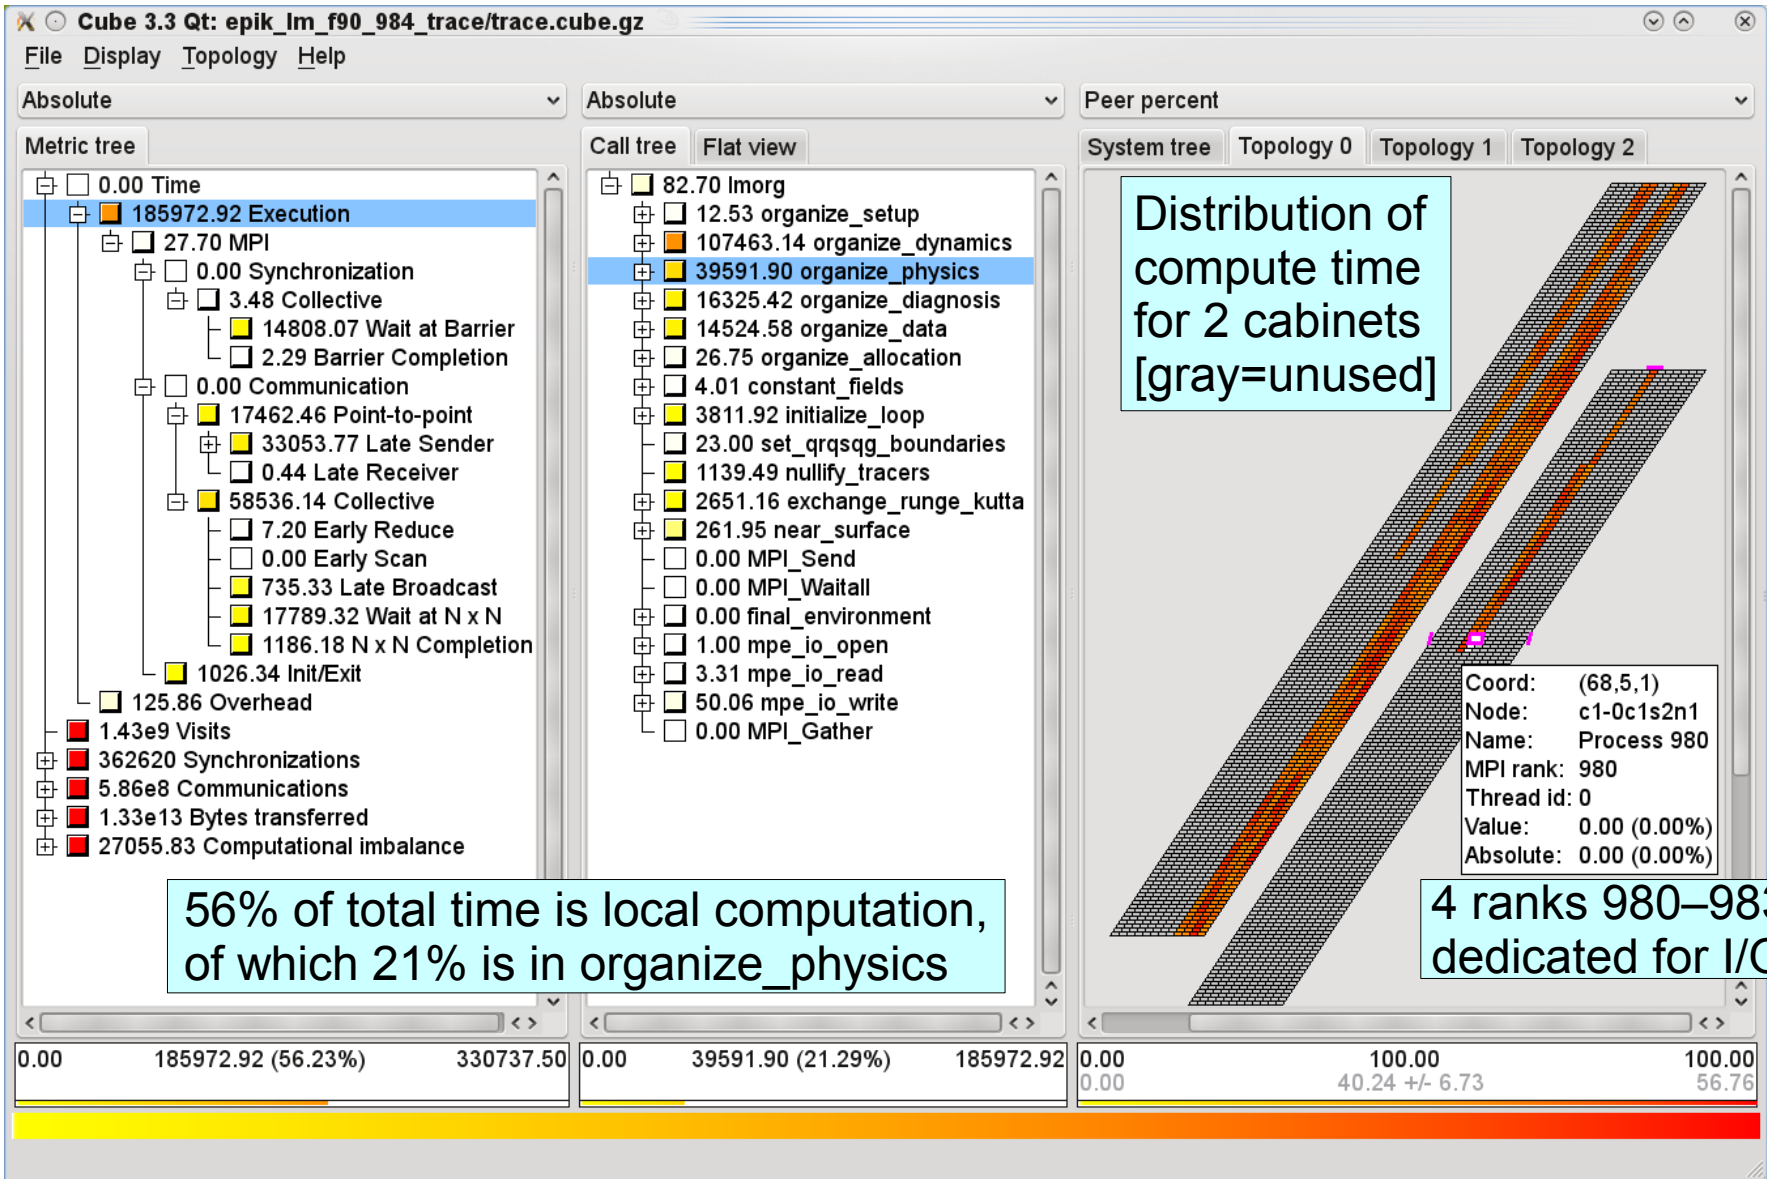 Cube 3.3 Qt: epik_lm_f90_984_trace/trace.cube.gz
File Display Topology Help
Absolute
Absolute
Peer percent
Metric tree
Call tree Flat view
System tree Topology 0 Topology 1 Topology 2
0.00 Time
185972.92 Execution
27.70 MPI
0.00 Synchronization
3.48 Collective
14808.07 Wait at Barrier
2.29 Barrier Completion
0.00 Communication
17462.46 Point-to-point
33053.77 Late Sender
0.44 Late Receiver
58536.14 Collective
7.20 Early Reduce
0.00 Early Scan
735.33 Late Broadcast
17789.32 Wait at N x N
1186.18 N x N Completion
1026.34 Init/Exit
125.86 Overhead
1.43e9 Visits
362620 Synchronizations
5.86e8 Communications
1.33e13 Bytes transferred
27055.83 Computational imbalance
82.70 lmorg
12.53 organize_setup
107463.14 organize_dynamics
39591.90 organize_physics
16325.42 organize_diagnosis
14524.58 organize_data
26.75 organize_allocation
4.01 constant_fields
3811.92 initialize_loop
23.00 set_qrqsqg_boundaries
1139.49 nullify_tracers
2651.16 exchange_runge_kutta
261.95 near_surface
0.00 MPI_Send
0.00 MPI_Waitall
0.00 final_environment
1.00 mpe_io_open
3.31 mpe_io_read
50.06 mpe_io_write
0.00 MPI_Gather
Distribution of
compute time
for 2 cabinets
[gray=unused]
Coord: (68,5,1)
Node: c1-0c1s2n1
Name: Process 980
MPI rank: 980
Thread id: 0
Value: 0.00 (0.00%)
Absolute: 0.00 (0.00%)
56% of total time is local computation,
of which 21% is in organize_physics
4 ranks 980–983
dedicated for I/O
0.00 185972.92 (56.23%) 330737.50
0.00 39591.90 (21.29%) 185972.92
0.00 100.00 100.00
0.00 40.24 +/- 6.73 56.76